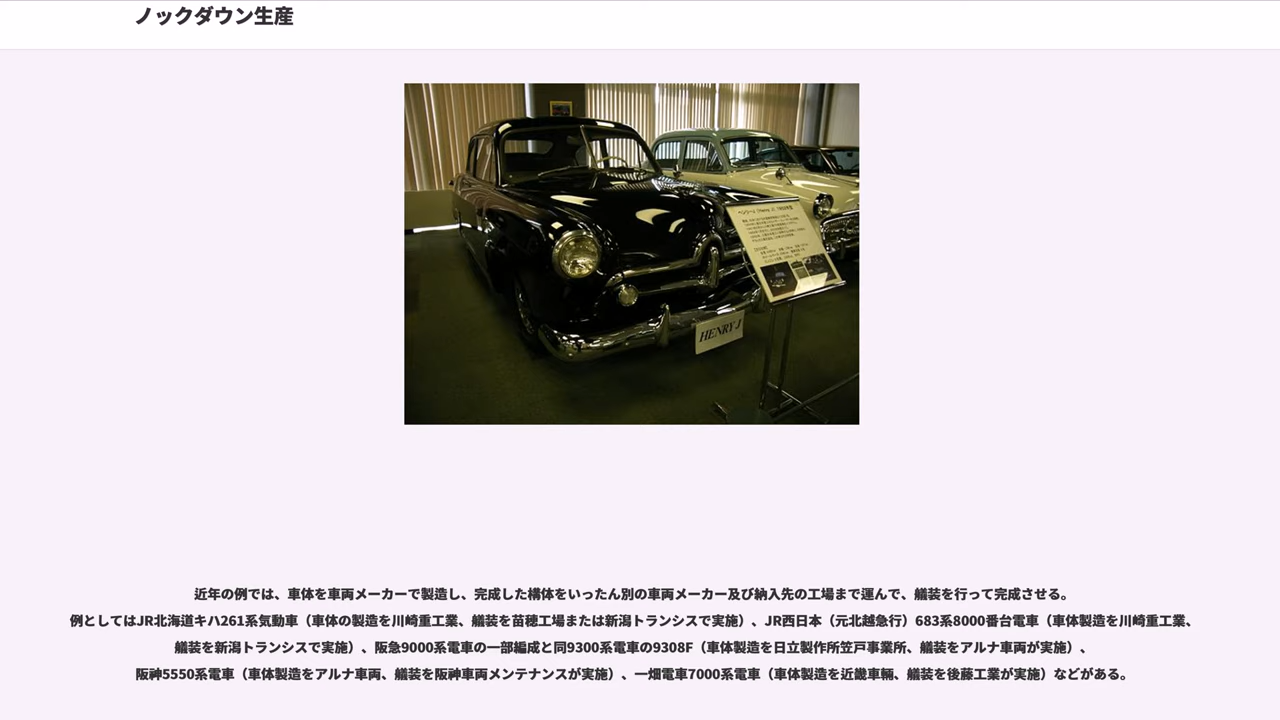 ノックダウン生産
HENRY J
近年の例では、車体を車両メーカーで製造し、完成した構体をいったん別の車両メーカー及び納入先の工場まで運んで、艤装を行って完成させる。
例としてはJR北海道キハ261系気動車（車体の製造を川崎重工業、艤装を苗穂工場または新潟トランシスで実施）、JR西日本（元北越急行）683系8000番台電車（車体製造を川崎重工業、
艤装を新潟トランシスで実施）、阪急9000系電車の一部編成と同9300系電車の9308F（車体製造を日立製作所笠戸事業所、艤装をアルナ車両が実施）、
阪神5550系電車（車体製造をアルナ車両、艤装を阪神車両メンテナンスが実施）、一畑電車7000系電車（車体製造を近畿車輛、艤装を後藤工業が実施）などがある。